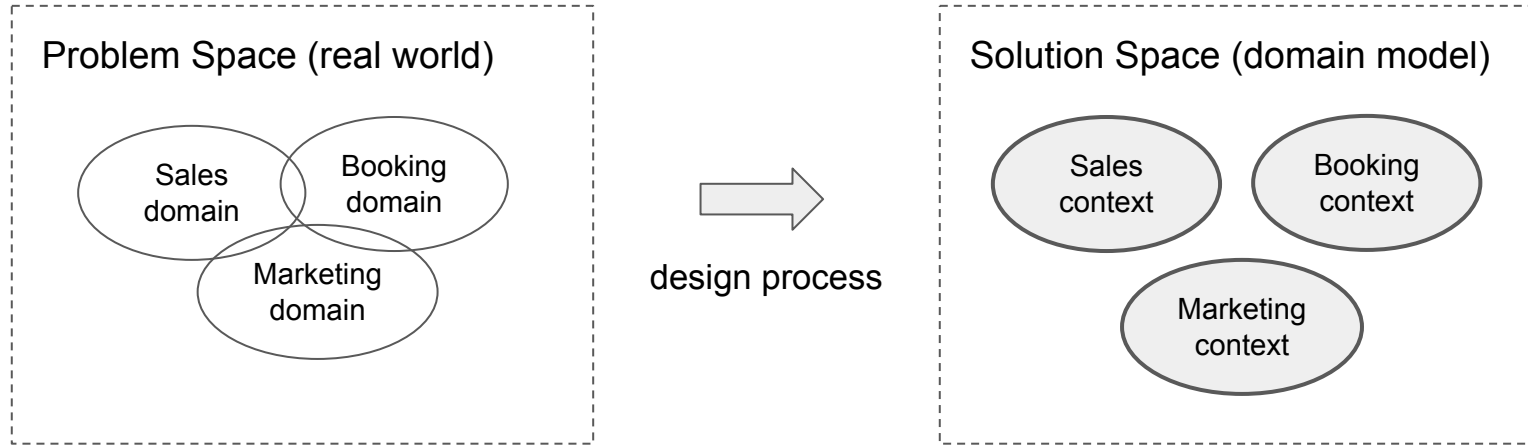 Problem Space (real world)
Sales
domain
Booking
domain
Marketing
domain
design process
Solution Space (domain model)
Sales
context
Booking
context
Marketing
context